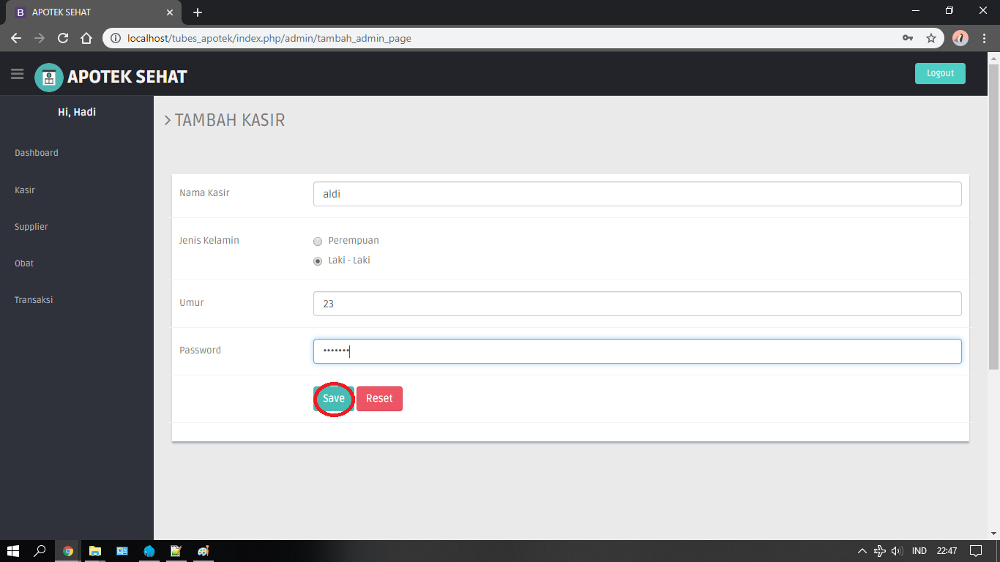 APOTEK SEHAT
localhost/tubes_apotek/index.php/admin/tambah_admin_page
APOTEK SEHAT
Logout
Hi, Hadi
TAMBAH KASIR
Dashboard
Kasir
Supplier
Obat
Transaksi
Nama Kasir
aldi
Jenis Kelamin
Perempuan
Laki - Laki
Umur
23
Password
•••••••
Save
Reset
IND
22:47